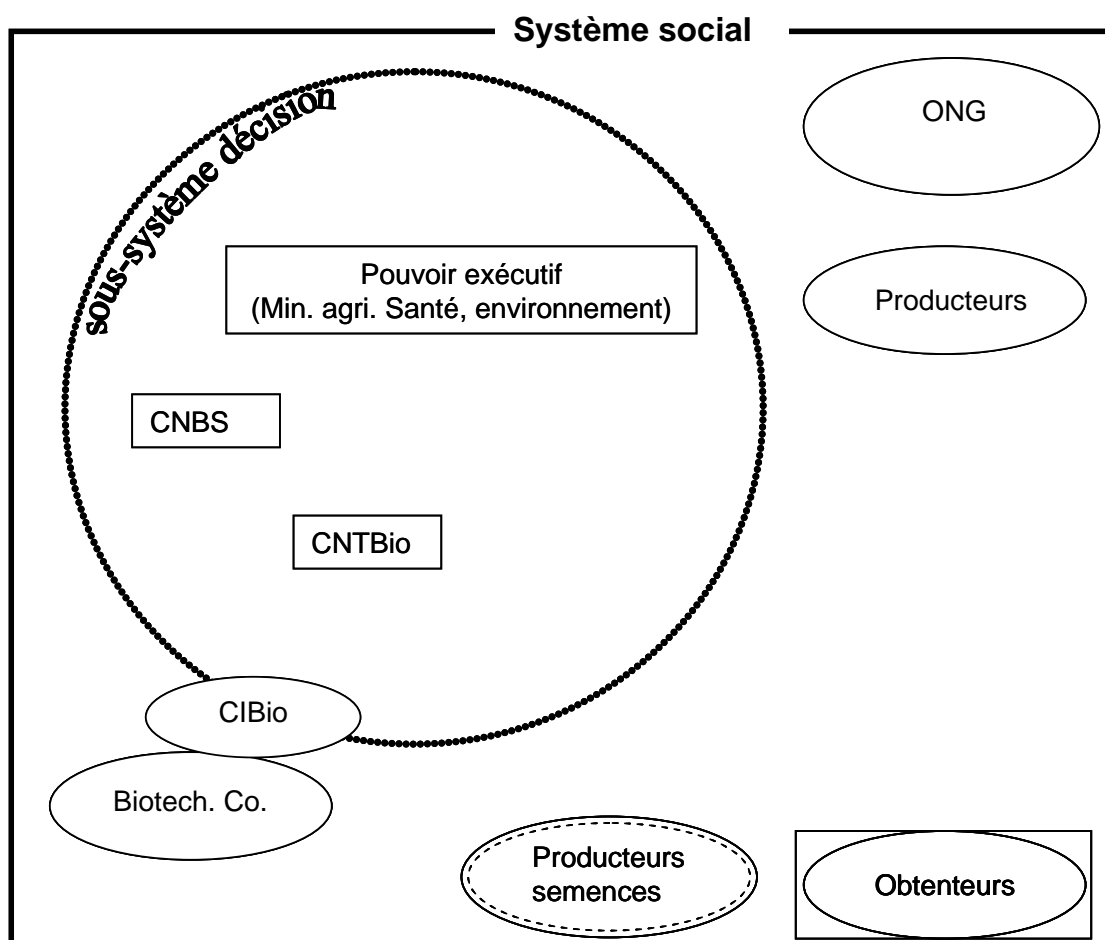 Système social
sous-système décision
ONG
Pouvoir exécutif
(Min. agri. Santé, environnement)
Producteurs
CNBS
CNTBio
CIBio
Biotech. Co.
Producteurs
semences
Obtenteurs